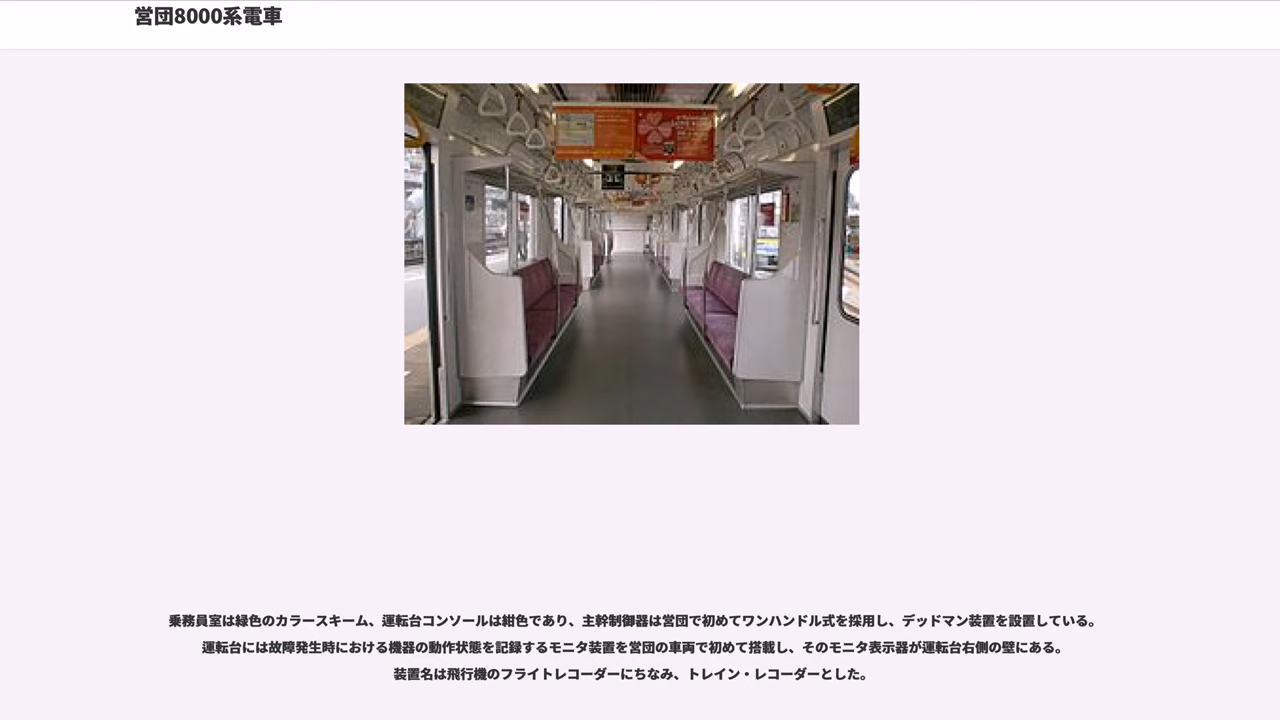 営団8000系電車
乗務員室は緑色のカラースキーム、運転台コンソールは紺色であり、主幹制御器は営団で初めてワンハンドル式を採用し、デッドマン装置を設置している。
運転台には故障発生時における機器の動作状態を記録するモニタ装置を営団の車両で初めて搭載し、そのモニタ表示器が運転台右側の壁にある。
装置名は飛行機のフライトレコーダーにちなみ、トレイン・レコーダーとした。